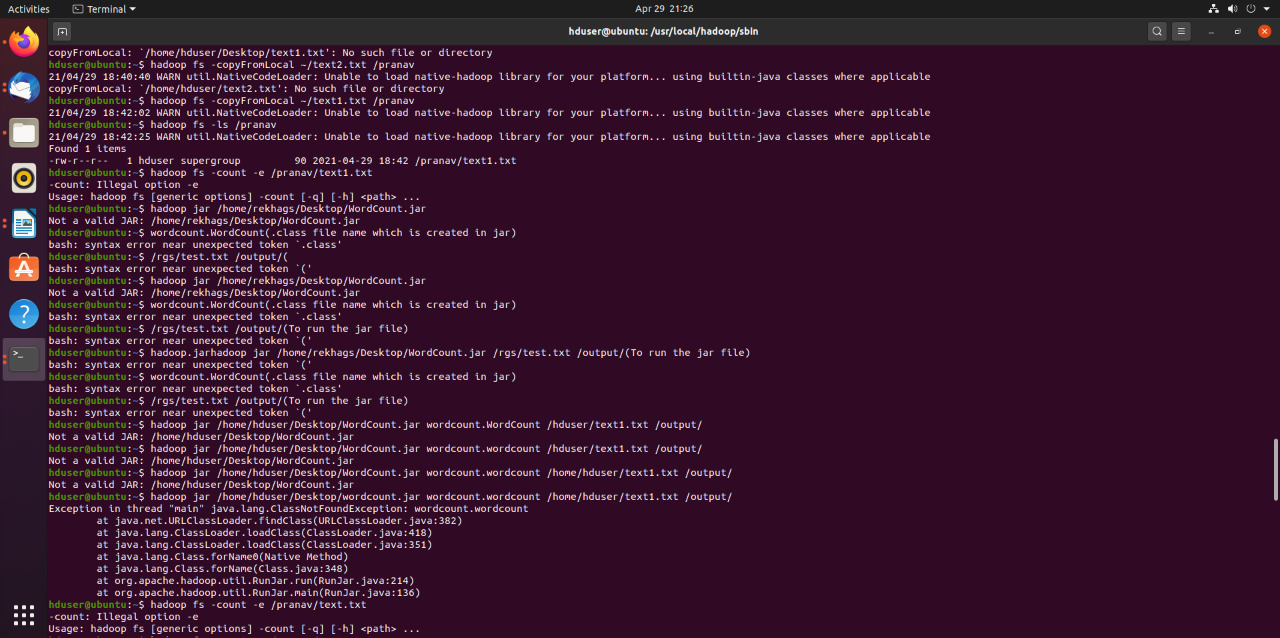 Activities
Terminal
Apr 29 21:26
hduser@ubuntu: /usr/local/hadoop/sbin
copyFromLocal: `/home/hduser/Desktop/text1.txt': No such file or directory
hduser@ubuntu:~$ hadoop fs -copyFromLocal ~/text2.txt /pranav
21/04/29 18:40:40 WARN util.NativeCodeLoader: Unable to load native-hadoop library for your platform... using builtin-java classes where applicable
copyFromLocal: `/home/hduser/text2.txt': No such file or directory
hduser@ubuntu:~$ hadoop fs -copyFromLocal ~/text1.txt /pranav
21/04/29 18:42:02 WARN util.NativeCodeLoader: Unable to load native-hadoop library for your platform... using builtin-java classes where applicable
hduser@ubuntu:~$ hadoop fs -ls /pranav
21/04/29 18:42:25 WARN util.NativeCodeLoader: Unable to load native-hadoop library for your platform... using builtin-java classes where applicable
Found 1 items
-rw-r--r--   1 hduser supergroup         90 2021-04-29 18:42 /pranav/text1.txt
hduser@ubuntu:~$ hadoop fs -count -e /pranav/text1.txt
-count: Illegal option -e
Usage: hadoop fs [generic options] -count [-q] [-h] <path> ...
hduser@ubuntu:~$ hadoop jar /home/rekhags/Desktop/WordCount.jar
Not a valid JAR: /home/rekhags/Desktop/WordCount.jar
hduser@ubuntu:~$ wordcount.WordCount(.class file name which is created in jar)
bash: syntax error near unexpected token `.class'
hduser@ubuntu:~$ /rgs/test.txt /output/(
bash: syntax error near unexpected token `('
hduser@ubuntu:~$ hadoop jar /home/rekhags/Desktop/WordCount.jar
Not a valid JAR: /home/rekhags/Desktop/WordCount.jar
hduser@ubuntu:~$ wordcount.WordCount(.class file name which is created in jar)
bash: syntax error near unexpected token `.class'
hduser@ubuntu:~$ /rgs/test.txt /output/(To run the jar file)
bash: syntax error near unexpected token `('
hduser@ubuntu:~$ hadoop.jarhadoop jar /home/rekhags/Desktop/WordCount.jar /rgs/test.txt /output/(To run the jar file)
bash: syntax error near unexpected token `('
hduser@ubuntu:~$ wordcount.WordCount(.class file name which is created in jar)
bash: syntax error near unexpected token `.class'
hduser@ubuntu:~$ /rgs/test.txt /output/(To run the jar file)
bash: syntax error near unexpected token `('
hduser@ubuntu:~$ hadoop jar /home/hduser/Desktop/WordCount.jar wordcount.WordCount /hduser/text1.txt /output/
Not a valid JAR: /home/hduser/Desktop/WordCount.jar
hduser@ubuntu:~$ hadoop jar /home/hduser/Desktop/WordCount.jar wordcount.wordcount /hduser/text1.txt /output/
Not a valid JAR: /home/hduser/Desktop/WordCount.jar
hduser@ubuntu:~$ hadoop jar /home/hduser/Desktop/WordCount.jar wordcount.wordcount /home/hduser/text1.txt /output/
Not a valid JAR: /home/hduser/Desktop/WordCount.jar
hduser@ubuntu:~$ hadoop jar /home/hduser/Desktop/wordcount.jar wordcount.wordcount /home/hduser/text1.txt /output/
Exception in thread "main" java.lang.ClassNotFoundException: wordcount.wordcount
        at java.net.URLClassLoader.findClass(URLClassLoader.java:382)
        at java.lang.ClassLoader.loadClass(ClassLoader.java:418)
        at java.lang.ClassLoader.loadClass(ClassLoader.java:351)
        at java.lang.Class.forName0(Native Method)
        at java.lang.Class.forName(Class.java:348)
        at org.apache.hadoop.util.RunJar.run(RunJar.java:214)
        at org.apache.hadoop.util.RunJar.main(RunJar.java:136)
hduser@ubuntu:~$ hadoop fs -count -e /pranav/text.txt
-count: Illegal option -e
Usage: hadoop fs [generic options] -count [-q] [-h] <path> ...